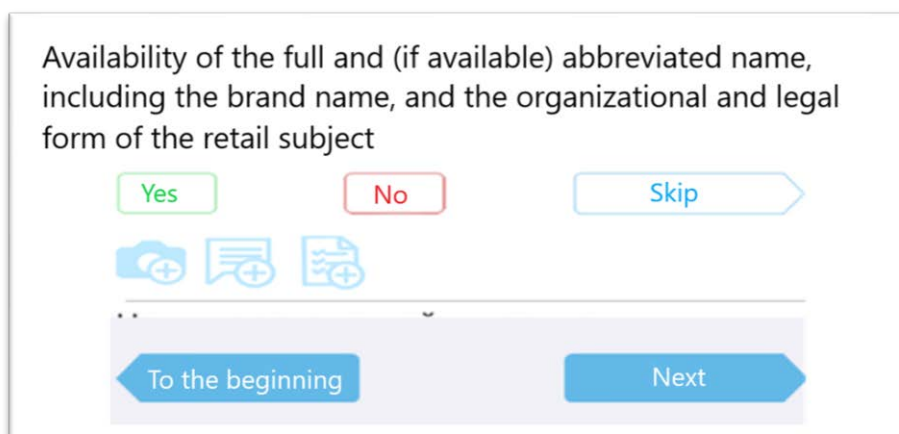 Availability of the full and (if available) abbreviated name,
including the brand name, and the organizational and legal
form of the retail subject
Yes
No
Skip
To the beginning
Next